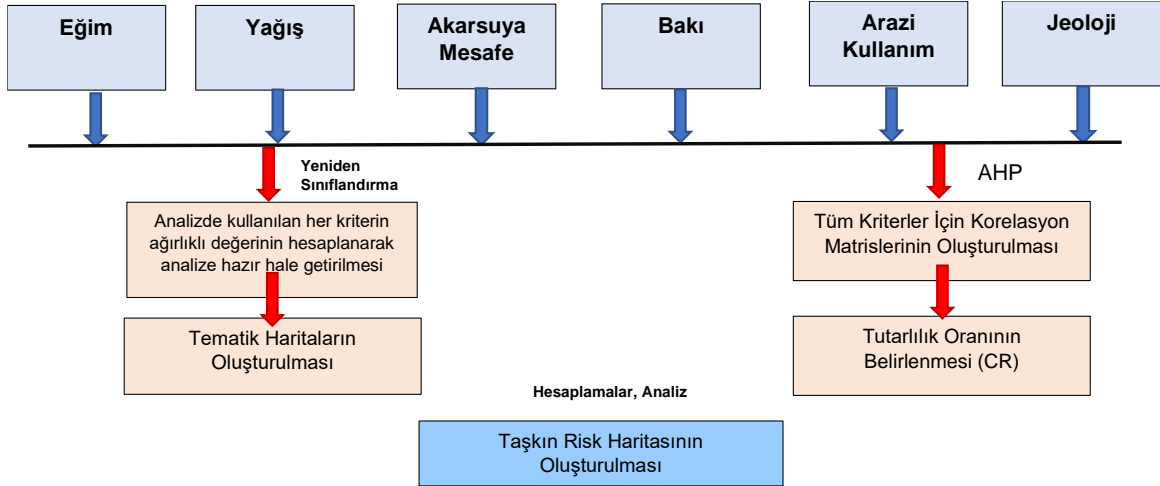 Eğim
Yağış
Akarsuya
Mesafe
Bakı
Arazi
Kullanım
Jeoloji
Yeniden
Sınıflandırma
AHP
Analizde kullanılan her kriterin
ağırlıklı değerinin hesaplanarak
analize hazır hale getirilmesi
Tüm Kriterler İçin Korelasyon
Matrislerinin Oluşturulması
Tematik Haritaların
Oluşturulması
Tutarlılık Oranının
Belirlenmesi (CR)
Hesaplamalar, Analiz
Taşkın Risk Haritasının
Oluşturulması